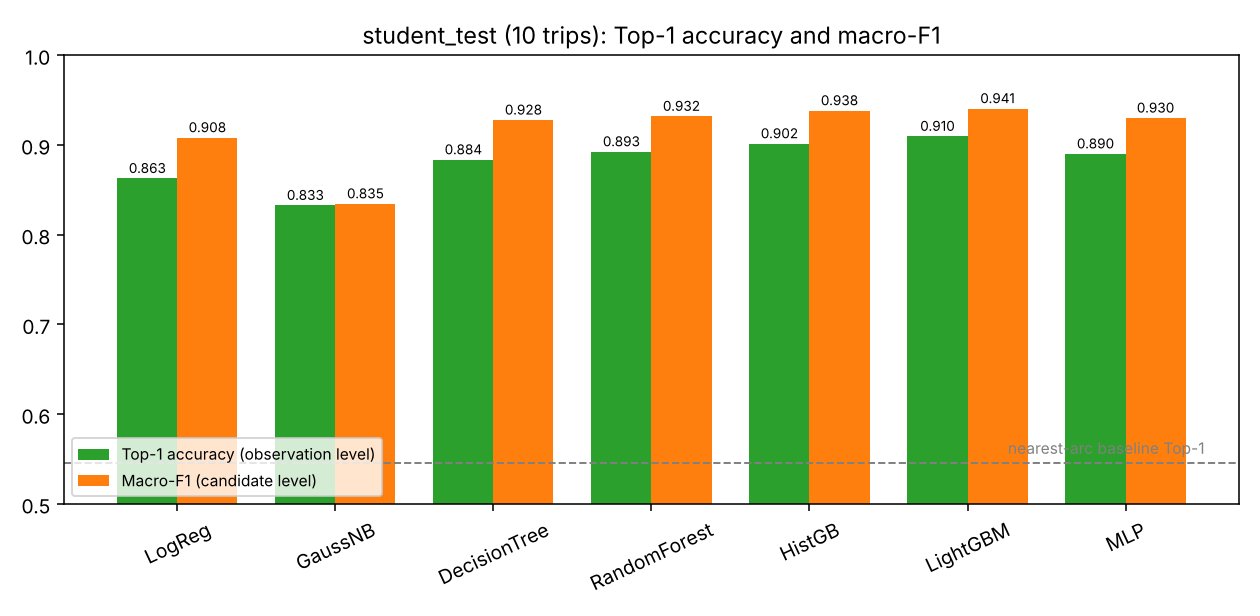 student_test (10 trips): Top-1 accuracy and macro-F1
1.0
0.9
0.8
0.7
0.6
0.5
0.863
0.908
0.833
0.835
0.884
0.928
0.893
0.932
0.902
0.938
0.910
0.941
0.890
0.930
nearest-arc baseline Top-1
Top-1 accuracy (observation level)
Macro-F1 (candidate level)
LogReg
GaussNB
DecisionTree
RandomForest
HistGB
LightGBM
MLP